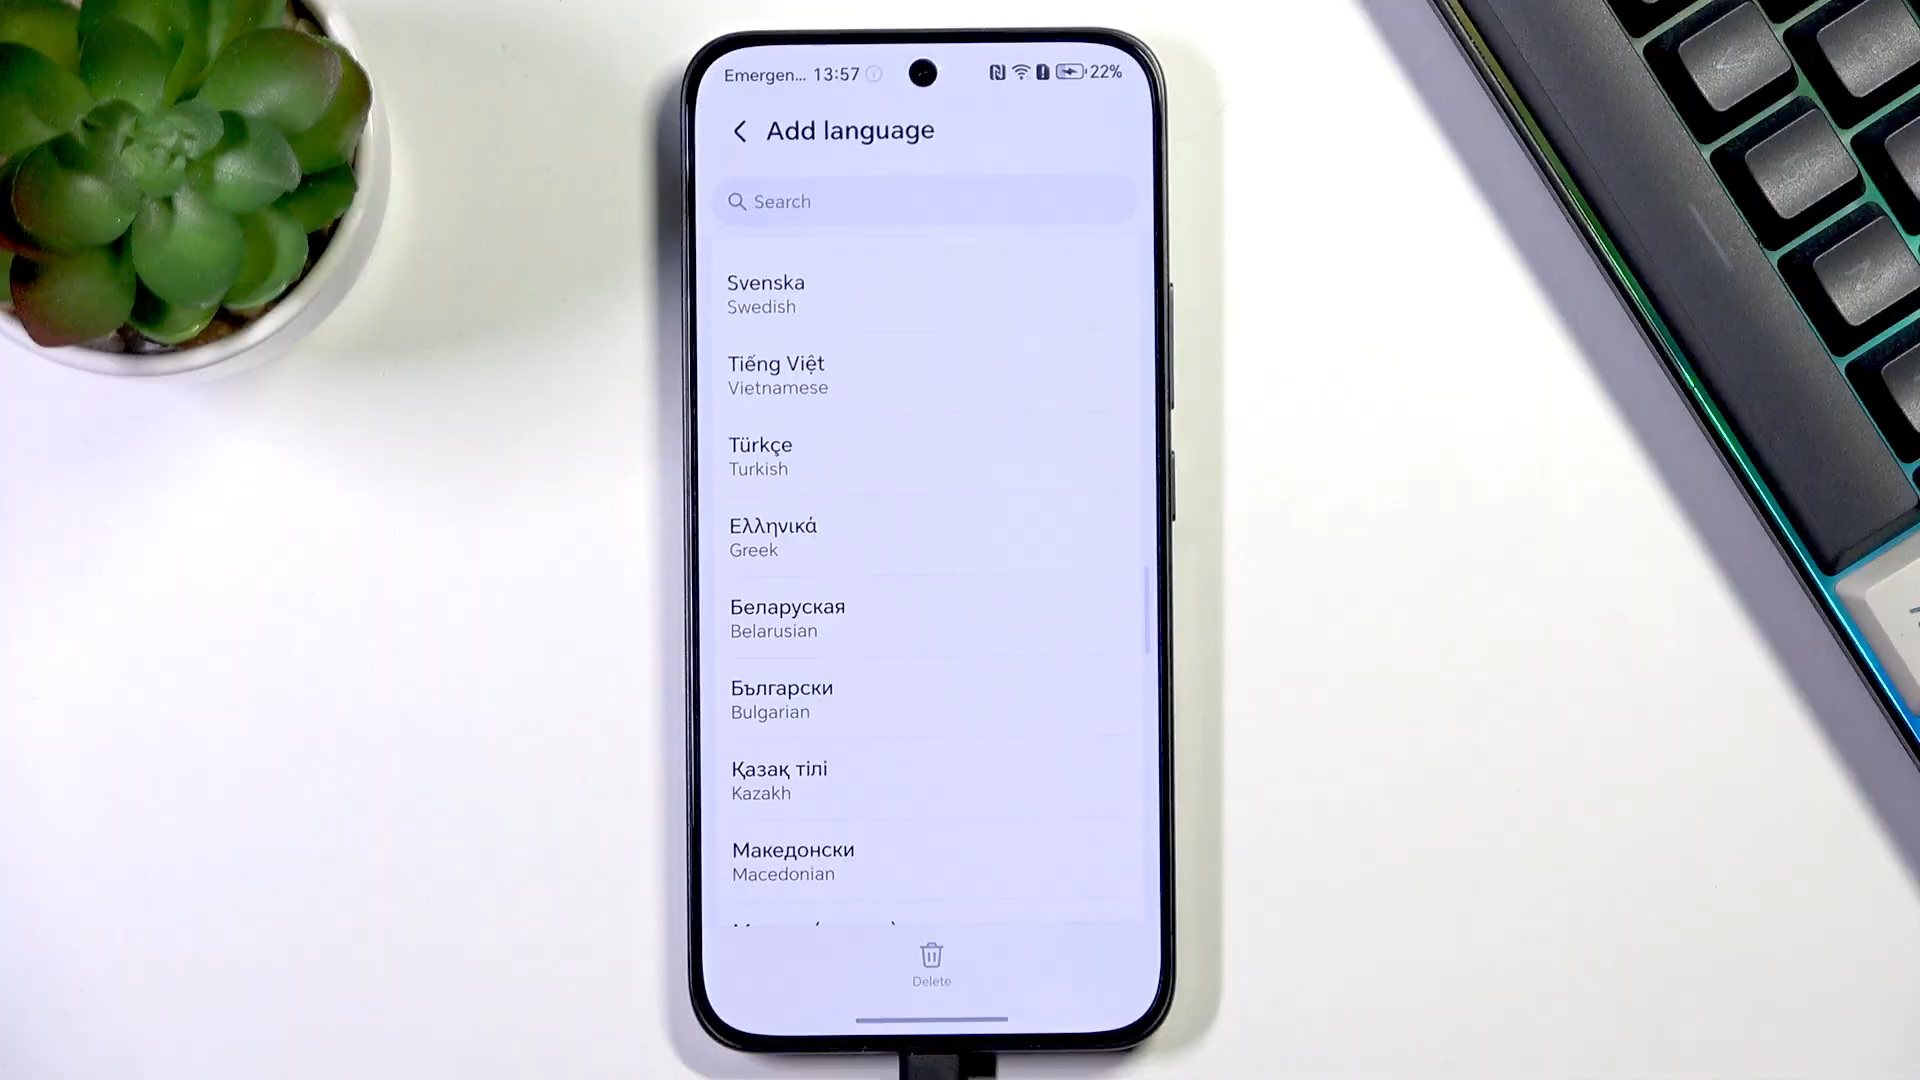 Emergen... 13:57 22%
Add language
Search
Svenska
Swedish
Tiếng Việt
Vietnamese
Türkçe
Turkish
Ελληνικά
Greek
Беларуская
Belarusian
Български
Bulgarian
Қазақ тілі
Kazakh
Македонски
Macedonian
Delete